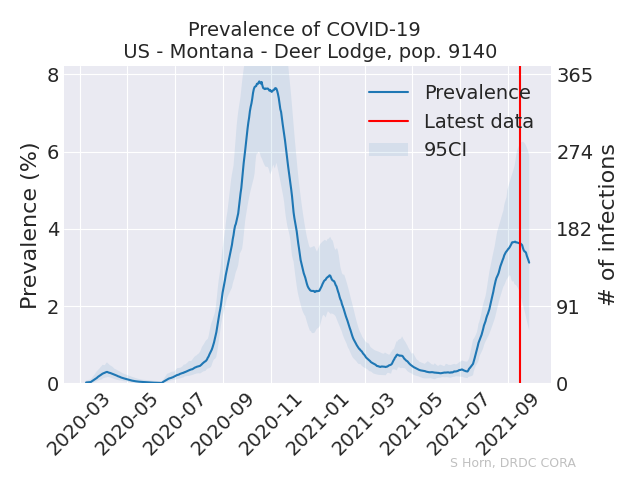 Prevalence of COVID-19
US - Montana - Deer Lodge, pop. 9140
8
6
4
2
0
Prevalence (%)
Prevalence
Latest data
95CI
365
274
182
91
0
# of infections
2020-03
2020-05
2020-07
2020-09
2020-11
2021-01
2021-03
2021-05
2021-07
2021-09
S Horn, DRDC CORA